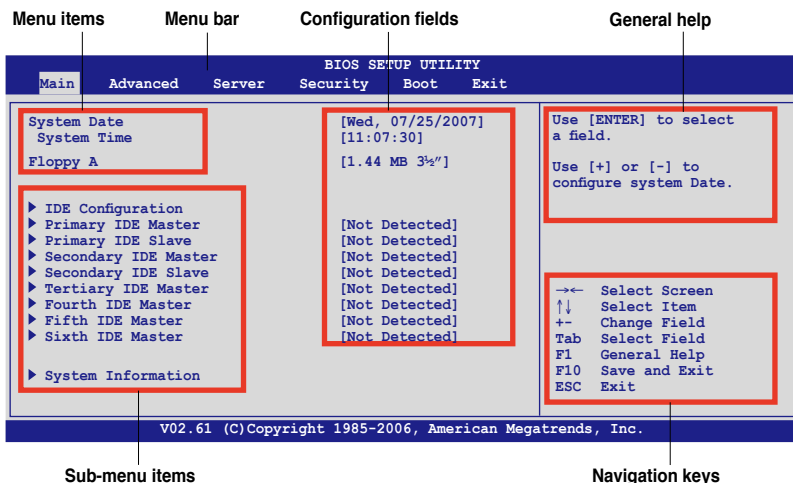 Menu items Menu bar Configuration fields General help
BIOS SETUP UTILITY
Main Advanced Server Security Boot Exit
System Date [Wed, 07/25/2007]
System Time [11:07:30]
Floppy A [1.44 MB 3½"]
IDE Configuration
Primary IDE Master [Not Detected]
Primary IDE Slave [Not Detected]
Secondary IDE Master [Not Detected]
Secondary IDE Slave [Not Detected]
Tertiary IDE Master [Not Detected]
Fourth IDE Master [Not Detected]
Fifth IDE Master [Not Detected]
Sixth IDE Master [Not Detected]
System Information
Use [ENTER] to select
a field.
Use [+] or [-] to
configure system Date.
→← Select Screen
↑↓ Select Item
+- Change Field
Tab Select Field
F1 General Help
F10 Save and Exit
ESC Exit
V02.61 (C)Copyright 1985-2006, American Megatrends, Inc.
Sub-menu items Navigation keys